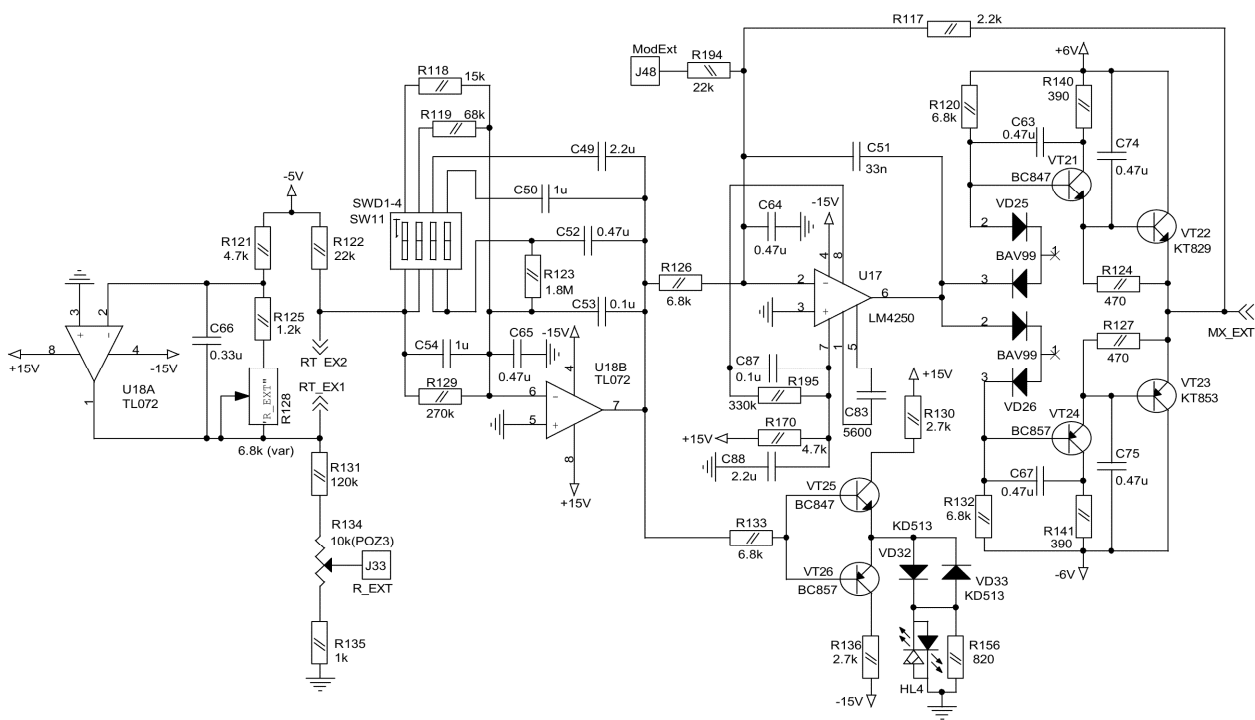 R117
2.2k
ModExt
J48
R194
22k
+6V
R118
15k
R119
68k
R120
6.8k
R140
390
C63
0.47u
C74
0.47u
C49
2.2u
C51
33n
VT21
BC847
-5V
C50
1u
SWD1-4
SW11
-15V
C64
0.47u
VD25
2
1
BAV99
3
VT22
KT829
R121
4.7k
R122
22k
C52
0.47u
R123
1.8M
R126
6.8k
4
8
U17
2
-
6
3
+
LM4250
7
1
5
R124
470
MX_EXT
3
2
+
-
8
4
+15V
-15V
1
U18A
TL072
C66
0.33u
R125
1.2k
"R_EXT"
R128
6.8k (var)
RT_EX2
RT_EX1
C53
0.1u
C54
1u
C65
0.47u
-15V
4
U18B
TL072
R129
270k
6
-
5
+
7
8
+15V
C87
0.1u
R195
330k
C83
5600
+15V
R170
4.7k
C88
2.2u
+15V
R130
2.7k
2
BAV99
1
3
VD26
R127
470
VT23
KT853
VT24
BC857
C67
0.47u
C75
0.47u
R132
6.8k
R141
390
-6V
R131
120k
R134
10k(POZ3)
J33
R_EXT
R135
1k
R133
6.8k
VT25
BC847
VT26
BC857
KD513
VD32
VD33
KD513
R136
2.7k
-15V
HL4
R156
820